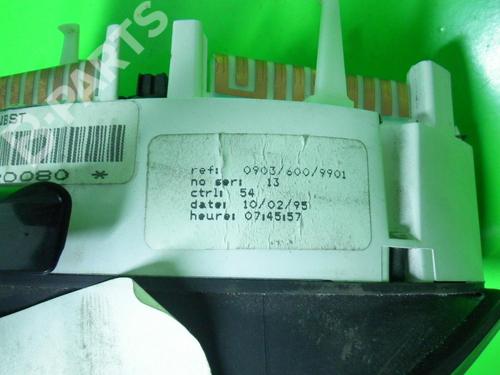 B-PARTS
0080 *
ref: 0903/600/9901
no ser: 13
ctrl: 54
date: 10/02/95
heure: 07:45:57